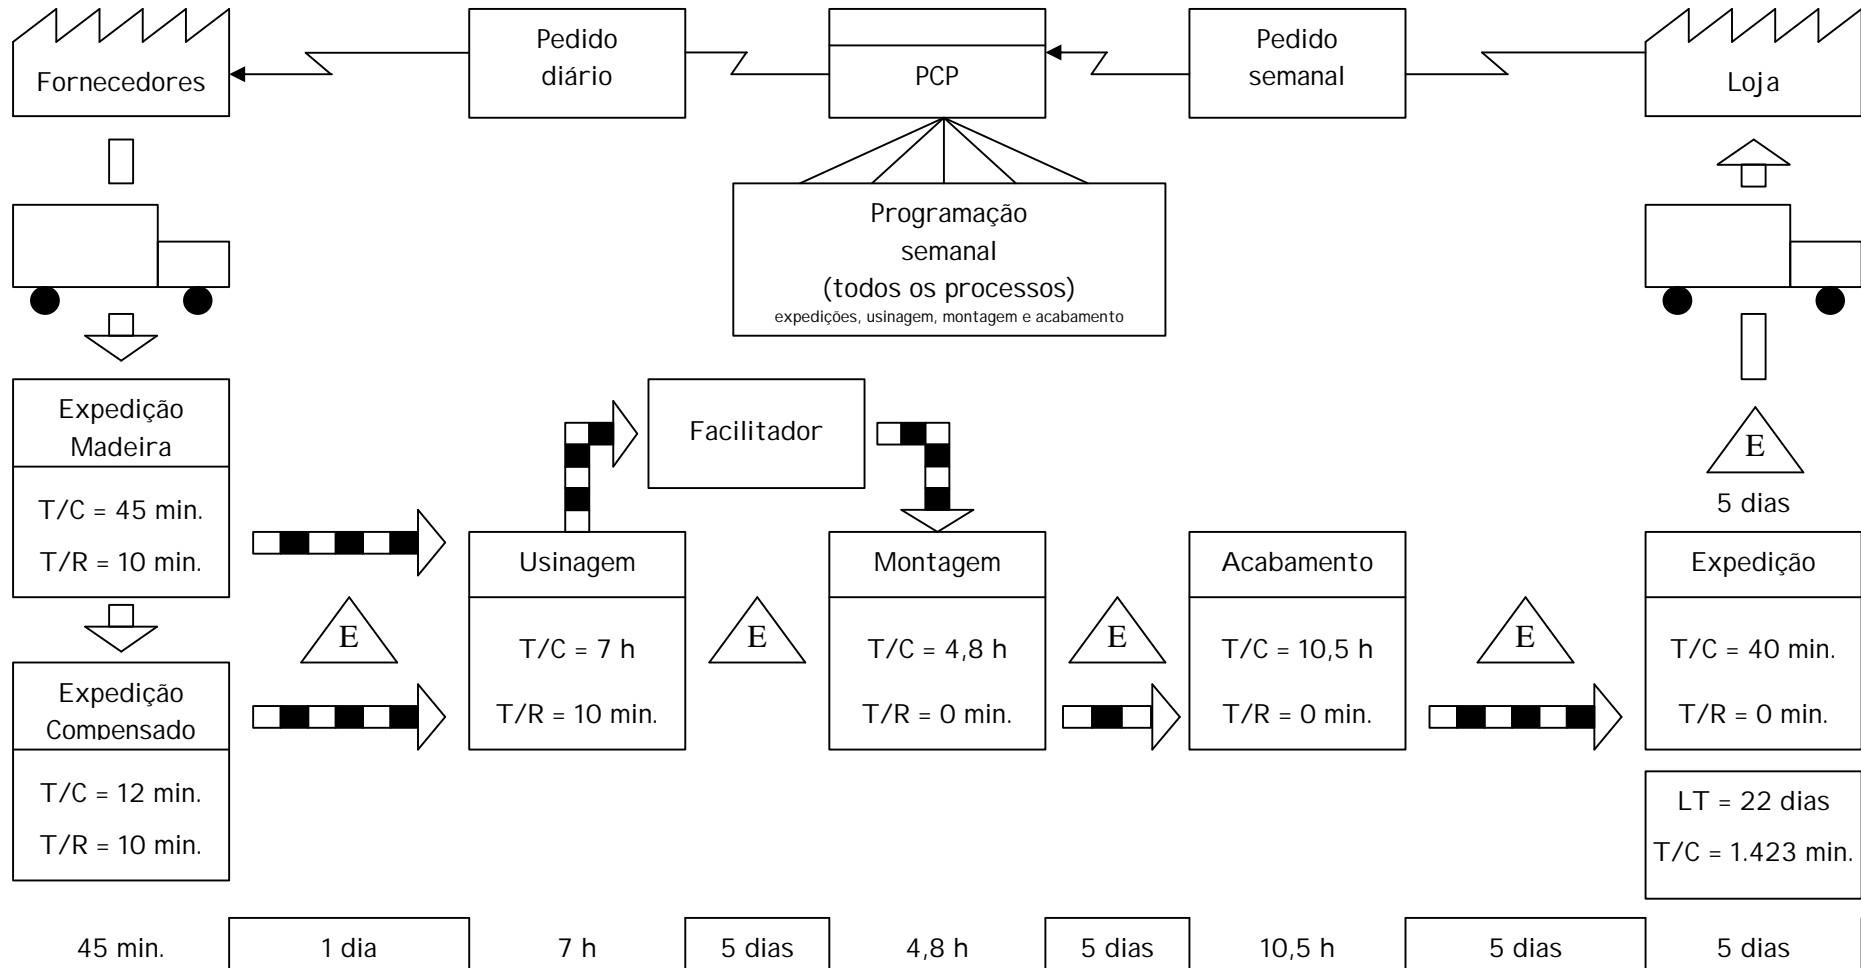 Fornecedores
Pedido
diário
PCP
Pedido
semanal
Loja
Programação
semanal
(todos os processos)
expedições, usinagem, montagem e acabamento
Expedição
Madeira
T/C = 45 min.
T/R = 10 min.
Facilitador
E
5 dias
Expedição
Compensado
T/C = 12 min.
T/R = 10 min.
E
Usinagem
T/C = 7 h
T/R = 10 min.
E
Montagem
T/C = 4,8 h
T/R = 0 min.
E
Acabamento
T/C = 10,5 h
T/R = 0 min.
E
Expedição
T/C = 40 min.
T/R = 0 min.
LT = 22 dias
T/C = 1.423 min.
45 min.
1 dia
7 h
5 dias
4,8 h
5 dias
10,5 h
5 dias
5 dias